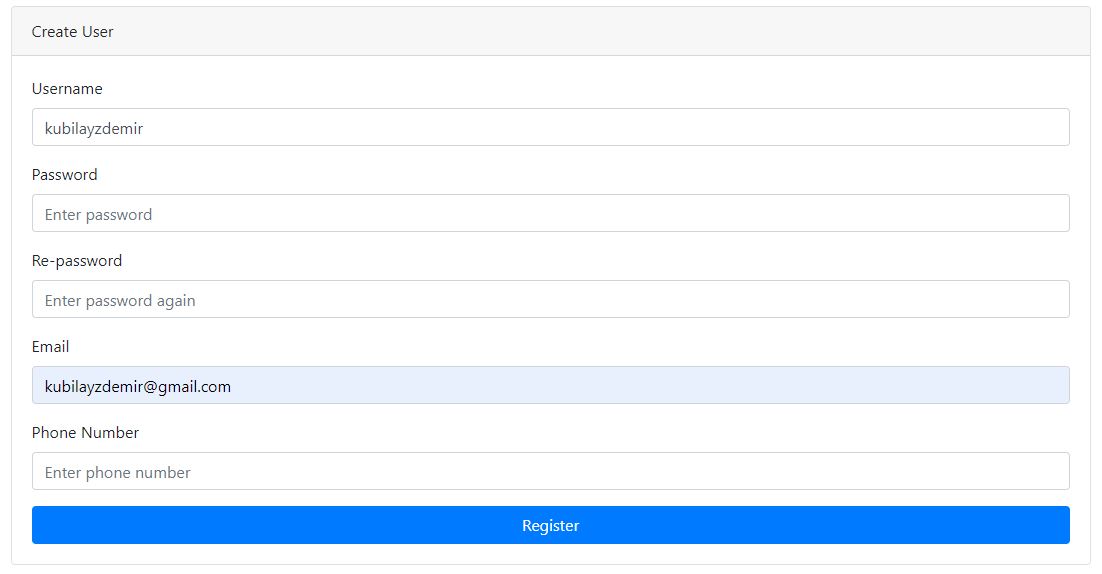 Create User
Username
kubilayzdemir
Password
Enter password
Re-password
Enter password again
Email
kubilayzdemir@gmail.com
Phone Number
Enter phone number
Register